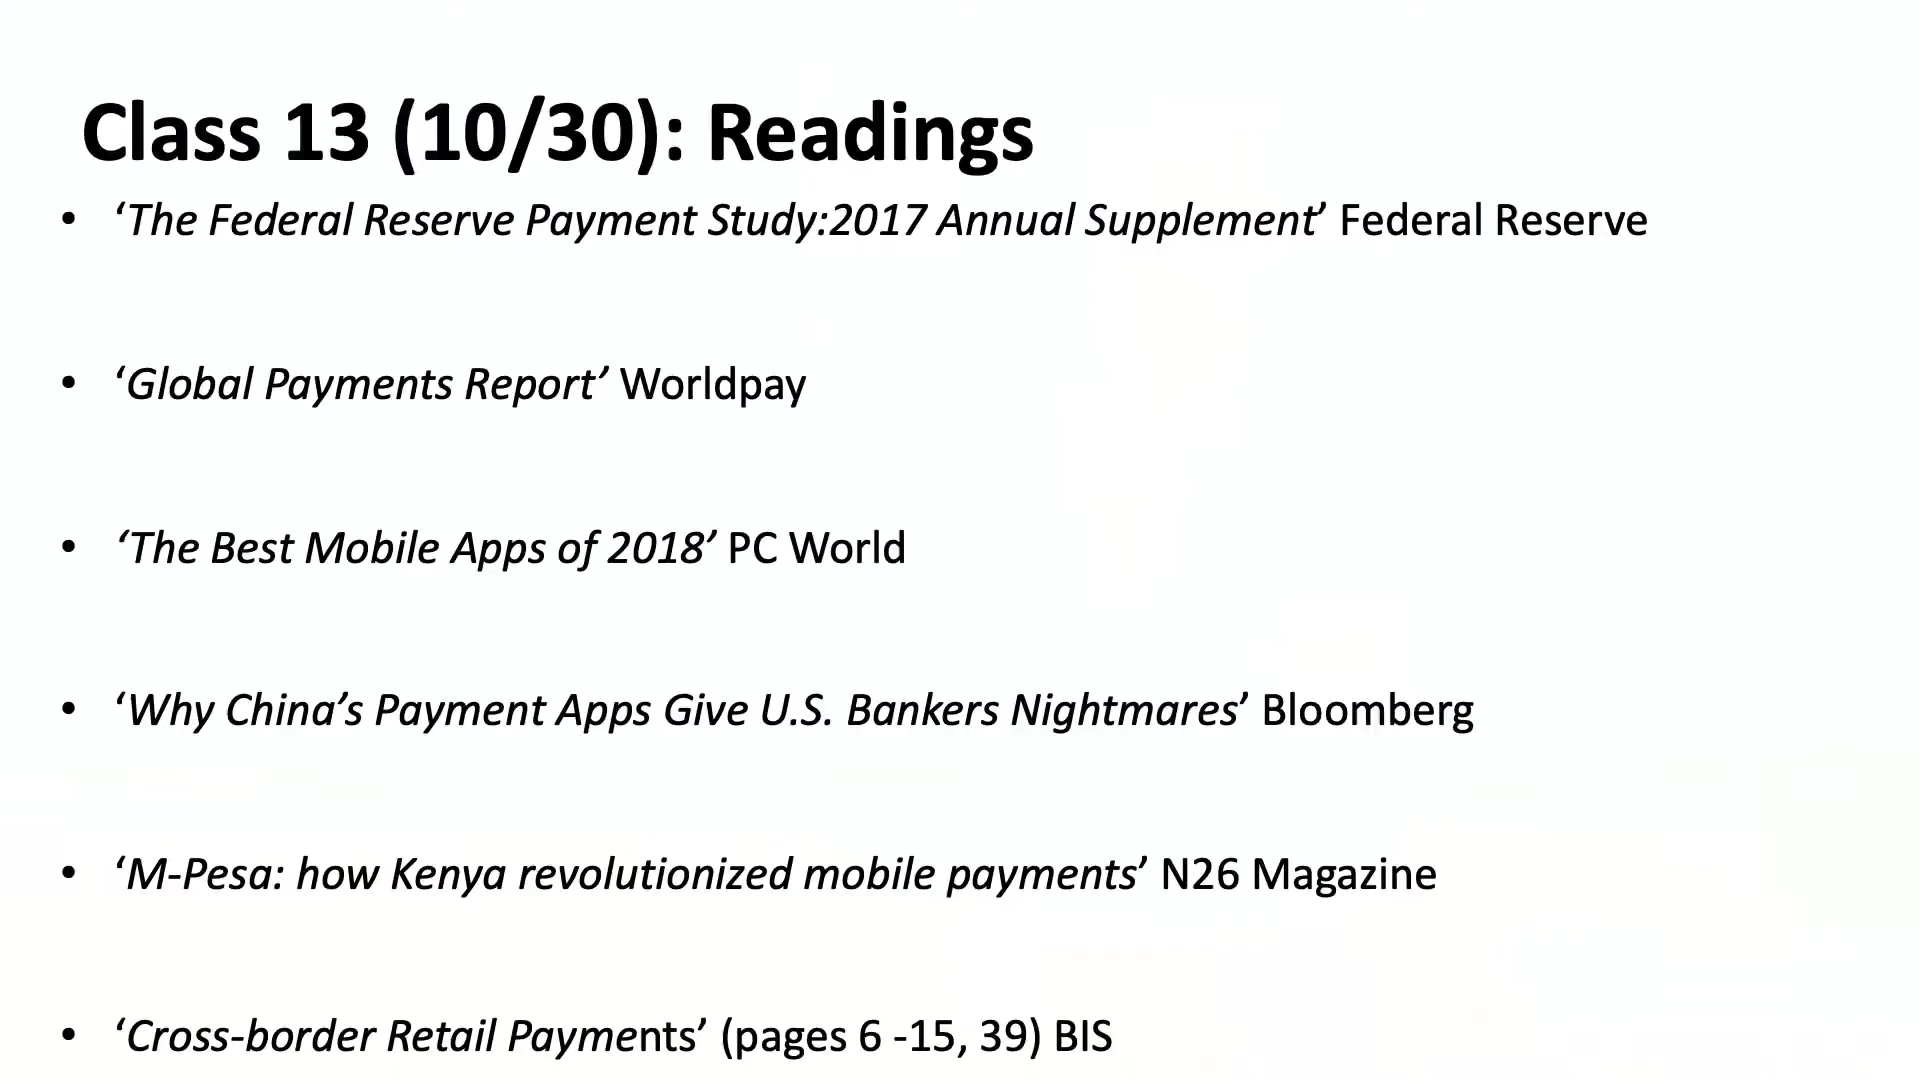 Class 13 (10/30): Readings
• ‘The Federal Reserve Payment Study:2017 Annual Supplement’ Federal Reserve
• ‘Global Payments Report’ Worldpay
• ‘The Best Mobile Apps of 2018’ PC World
• ‘Why China’s Payment Apps Give U.S. Bankers Nightmares’ Bloomberg
• ‘M-Pesa: how Kenya revolutionized mobile payments’ N26 Magazine
• ‘Cross-border Retail Payments’ (pages 6 -15, 39) BIS